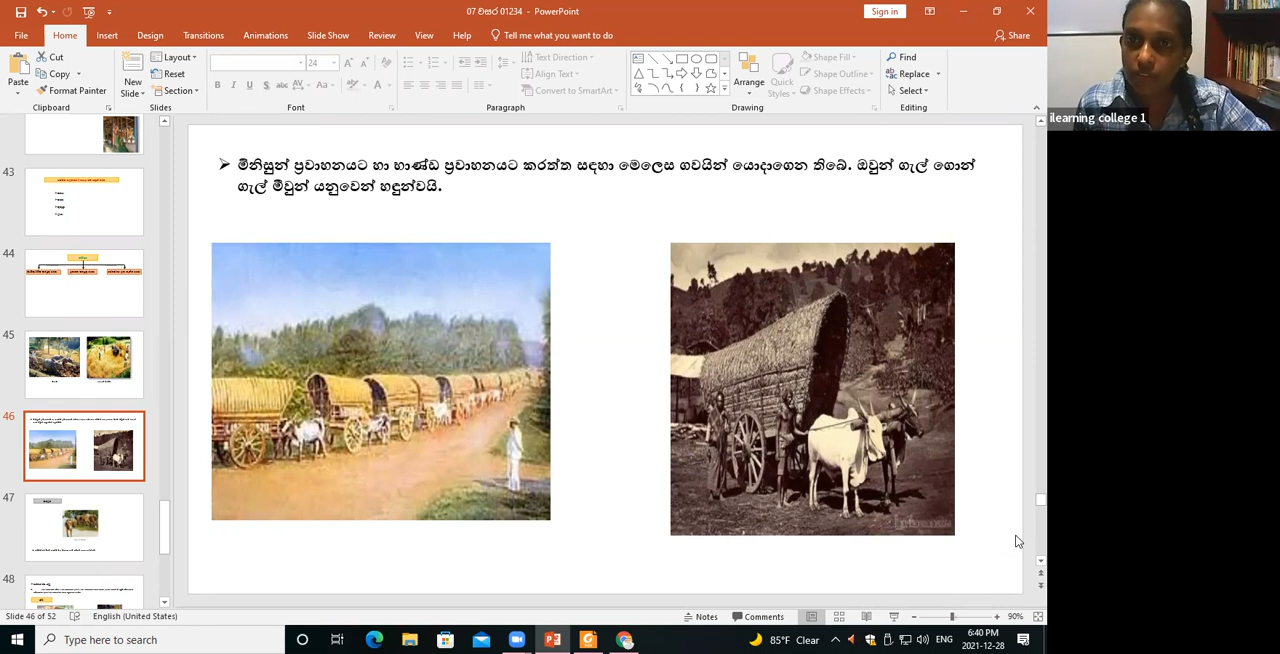 07 වසර 01234 - PowerPoint
Sign in
File Home Insert Design Transitions Animations Slide Show Review View Help Tell me what you want to do Share
Paste
Cut
Copy
Format Painter
Clipboard
New Slide
Layout
Reset
Section
Slides
24
Font
Text Direction
Align Text
Convert to SmartArt
Paragraph
Arrange
Quick Styles
Shape Fill
Shape Outline
Shape Effects
Drawing
Find
Replace
Select
Editing
ilearning college 1
43
44
45
46
47
48
මිනිසුන් ප්‍රවාහනයට හා භාණ්ඩ ප්‍රවාහනයට කරත්ත සඳහා මෙලෙස ගවයින් යොදාගෙන තිබේ. ඔවුන් ගැල් ගොන්
ගැල් මීවුන් යනුවෙන් හඳුන්වයි.
Slide 46 of 52 English (United States) Notes Comments 90%
Type here to search
85°F Clear
ENG
6:40 PM
2021-12-28